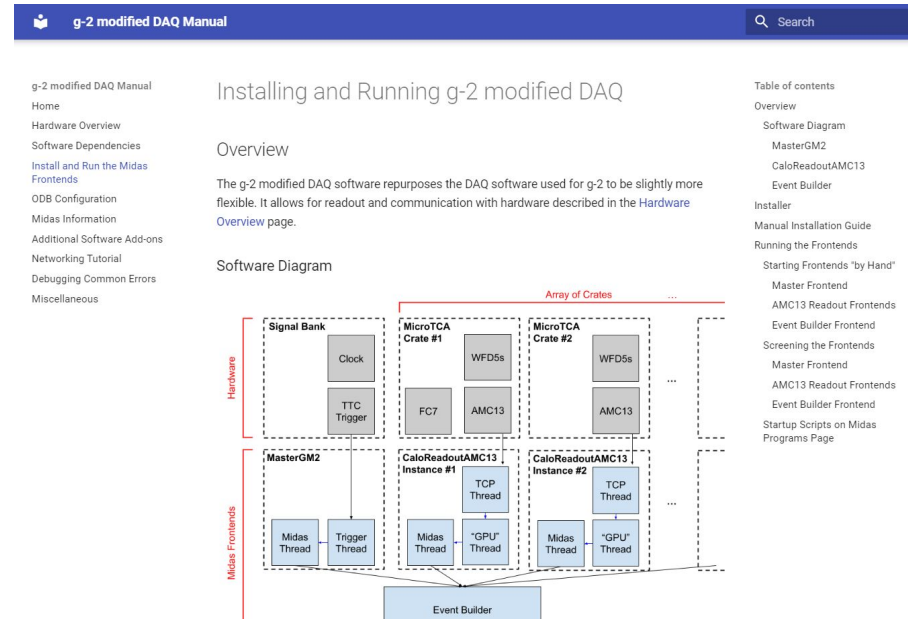 g-2 modified DAQ Manual
Search
g-2 modified DAQ Manual
Home
Hardware Overview
Software Dependencies
Install and Run the Midas
Frontends
ODB Configuration
Midas Information
Additional Software Add-ons
Networking Tutorial
Debugging Common Errors
Miscellaneous
Installing and Running g-2 modified DAQ
Overview
The g-2 modified DAQ software repurposes the DAQ software used for g-2 to be slightly more
flexible. It allows for readout and communication with hardware described in the Hardware
Overview page.
Software Diagram
Array of Crates ...
Hardware
Signal Bank
Clock
TTC
Trigger
MicroTCA
Crate #1
WFD5s
FC7
AMC13
MicroTCA
Crate #2
WFD5s
AMC13
...
Midas Frontends
MasterGM2
Midas
Thread
Trigger
Thread
CaloReadoutAMC13
Instance #1
TCP
Thread
Midas
Thread
"GPU"
Thread
CaloReadoutAMC13
Instance #2
TCP
Thread
Midas
Thread
"GPU"
Thread
...
Event Builder
Table of contents
Overview
Software Diagram
MasterGM2
CaloReadoutAMC13
Event Builder
Installer
Manual Installation Guide
Running the Frontends
Starting Frontends "by Hand"
Master Frontend
AMC13 Readout Frontends
Event Builder Frontend
Screening the Frontends
Master Frontend
AMC13 Readout Frontends
Event Builder Frontend
Startup Scripts on Midas
Programs Page